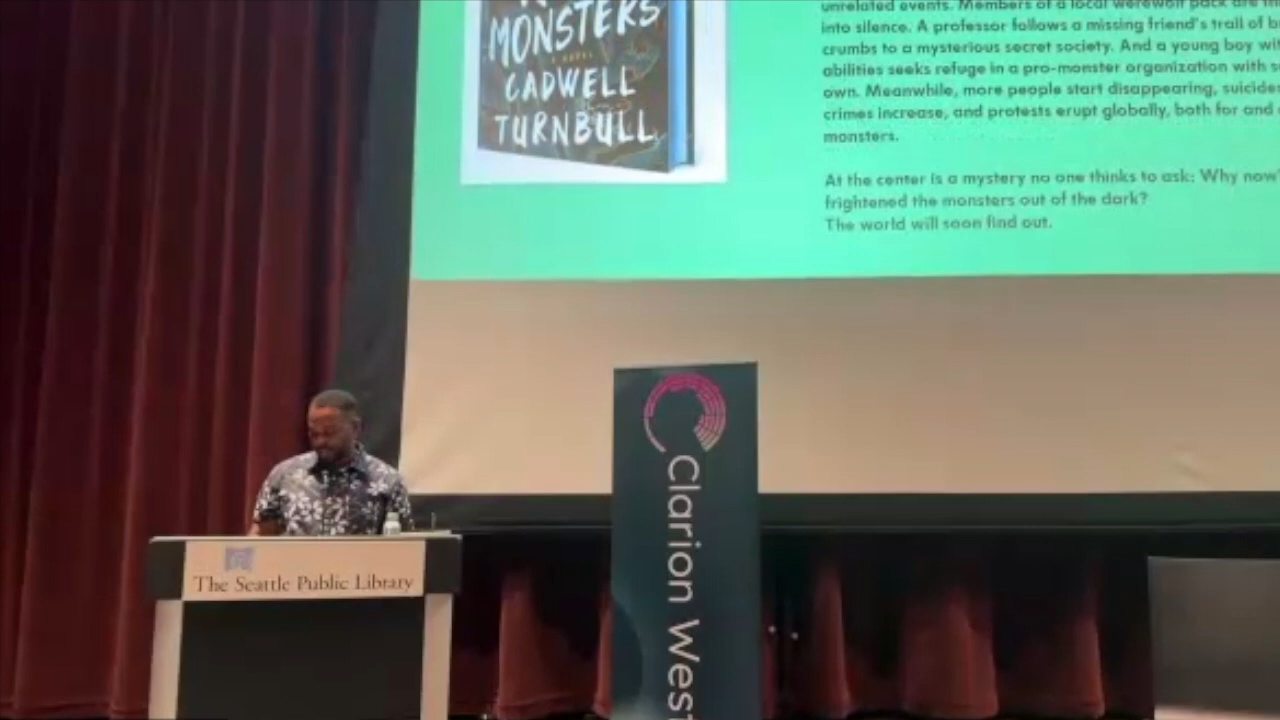 MONSTERS
A NOVEL
CADWELL
TURNBULL
unrelated events. Members of a local werewolf pack are
into silence. A professor follows a missing friend's trail of
crumbs to a mysterious secret society. And a young boy
abilities seeks refuge in a pro-monster organization with
own. Meanwhile, more people start disappearing, suicides
crimes increase, and protests erupt globally, both for and
monsters.
At the center is a mystery no one thinks to ask: Why now
frightened the monsters out of the dark?
The world will soon find out.
The Seattle Public Library
Clarion West